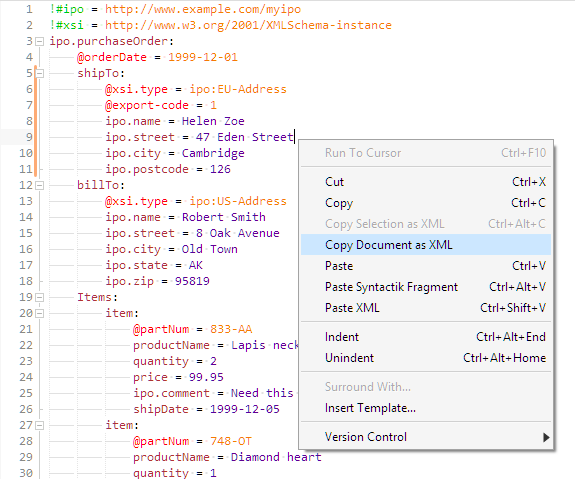 1 !#ipo = http://www.example.com/myipo
2 !#xsi = http://www.w3.org/2001/XMLSchema-instance
3 ipo.purchaseOrder:
4 @orderDate = 1999-12-01
5 shipTo:
6 @xsi.type = ipo:EU-Address
7 @export-code = 1
8 ipo.name = Helen Zoe
9 ipo.street = 47 Eden Street
10 ipo.city = Cambridge
11 ipo.postcode = 126
12 billTo:
13 @xsi.type = ipo:US-Address
14 ipo.name = Robert Smith
15 ipo.street = 8 Oak Avenue
16 ipo.city = Old Town
17 ipo.state = AK
18 ipo.zip = 95819
19 Items:
20 item:
21 @partNum = 833-AA
22 productName = Lapis neck
23 quantity = 2
24 price = 99.95
25 ipo.comment = Need this
26 shipDate = 1999-12-05
27 item:
28 @partNum = 748-OT
29 productName = Diamond heart
30 quantity = 1
Run To Cursor Ctrl+F10
Cut Ctrl+X
Copy Ctrl+C
Copy Selection as XML Ctrl+Alt+C
Copy Document as XML
Paste Ctrl+V
Paste Syntactik Fragment Ctrl+Alt+V
Paste XML Ctrl+Shift+V
Indent Ctrl+Alt+End
Unindent Ctrl+Alt+Home
Surround With...
Insert Template...
Version Control